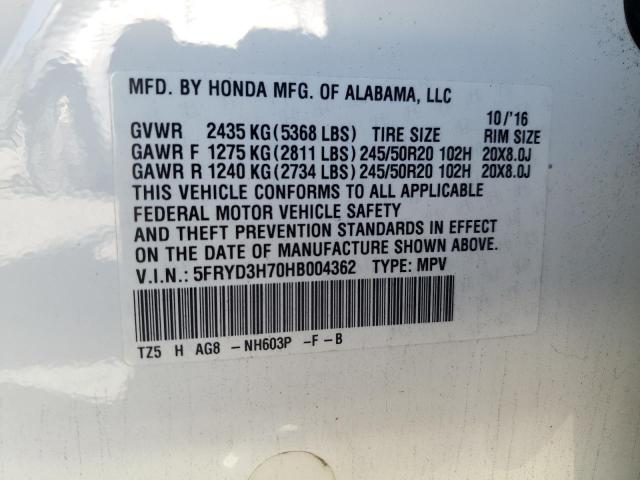 MFD. BY HONDA MFG. OF ALABAMA, LLC
10/'16
GVWR 2435 KG(5368 LBS) TIRE SIZE RIM SIZE
GAWR F 1275 KG(2811 LBS)245/50R20 102H 20X8.0J
GAWR R 1240 KG(2734 LBS)245/50R20 102H 20X8.0J
THIS VEHICLE CONFORMS TO ALL APPLICABLE
FEDERAL MOTOR VEHICLE SAFETY
AND THEFT PREVENTION STANDARDS IN EFFECT
ON THE DATE OF MANUFACTURE SHOWN ABOVE.
V.I.N.: 5FRYD3H70HB004362 TYPE: MPV
TZ5 H AG8 -NH603P -F-B